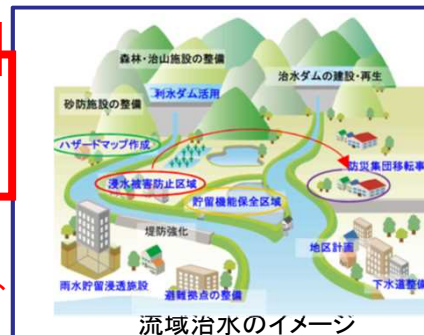 森林・治山施設の整備
治水ダムの建設・再生
砂防施設の整備
利水ダム活用
ハザードマップ作成
防災集団移転事
浸水被害防止区域
貯留機能保全区域
堤防強化
地区計画
雨水貯留浸透施設
避難拠点の整備
下水道整備
流域治水のイメージ